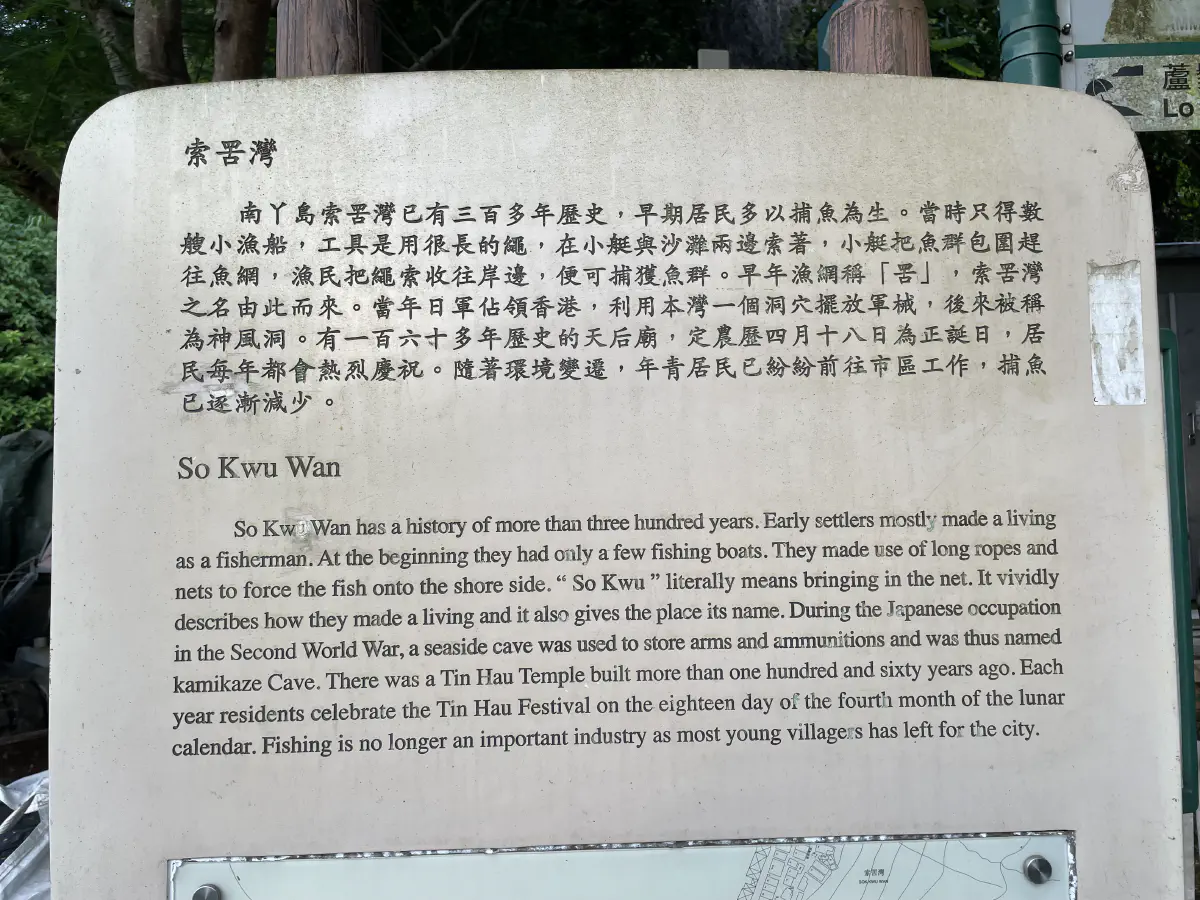 索罟灣
南丫島索罟灣已有三百多年歷史，早期居民多以捕魚為生。當時只得數
艘小漁船，工具是用很長的繩，在小艇與沙灘兩邊索著，小艇把魚群包圍趕
往魚網，漁民把繩索收往岸邊，便可捕獲魚群。早年漁網稱「罟」，索罟灣
之名由此而來。當年日軍佔領香港，利用本灣一個洞穴擺放軍械，後來被稱
為神風洞。有一百六十多年歷史的天后廟，定農歷四月十八日為正誕日，居
民每年都會熱烈慶祝。隨著環境變遷，年青居民已紛紛前往市區工作，捕魚
已逐漸減少。
So Kwu Wan
So Kwu Wan has a history of more than three hundred years. Early settlers mostly made a living
as a fisherman. At the beginning they had only a few fishing boats. They made use of long ropes and
nets to force the fish onto the shore side. “ So Kwu ” literally means bringing in the net. It vividly
describes how they made a living and it also gives the place its name. During the Japanese occupation
in the Second World War, a seaside cave was used to store arms and ammunitions and was thus named
kamikaze Cave. There was a Tin Hau Temple built more than one hundred and sixty years ago. Each
year residents celebrate the Tin Hau Festival on the eighteen day of the fourth month of the lunar
calendar. Fishing is no longer an important industry as most young villagers has left for the city.
索罟灣
SOK KWU WAN
蘆
Lo